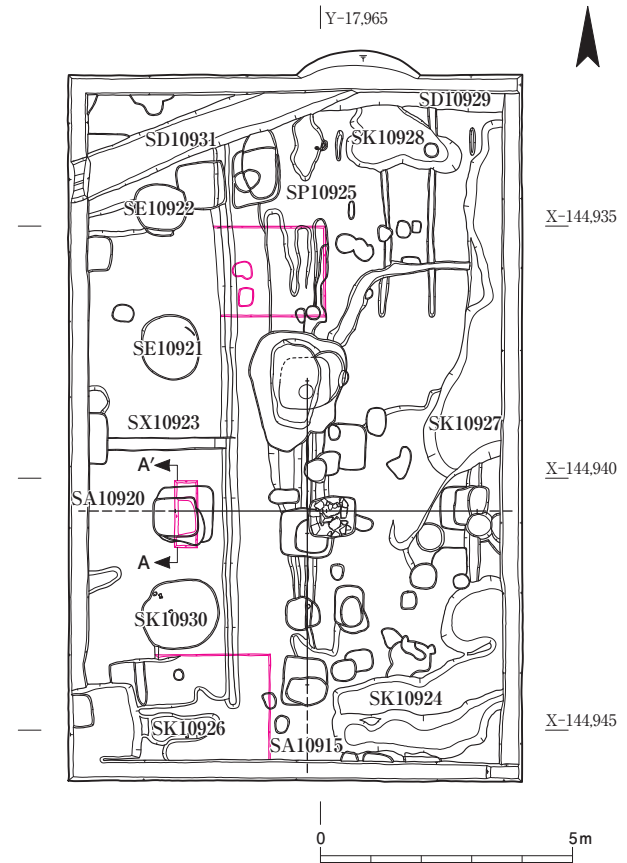 Y-17,965
SD10929
SD10931
SK10928
SP10925
SE10922
X-144,935
SE10921
SX10923
SK10927
A′
X-144,940
SA10920
A
SK10930
SK10924
SK10926
X-144,945
SA10915
0 5m